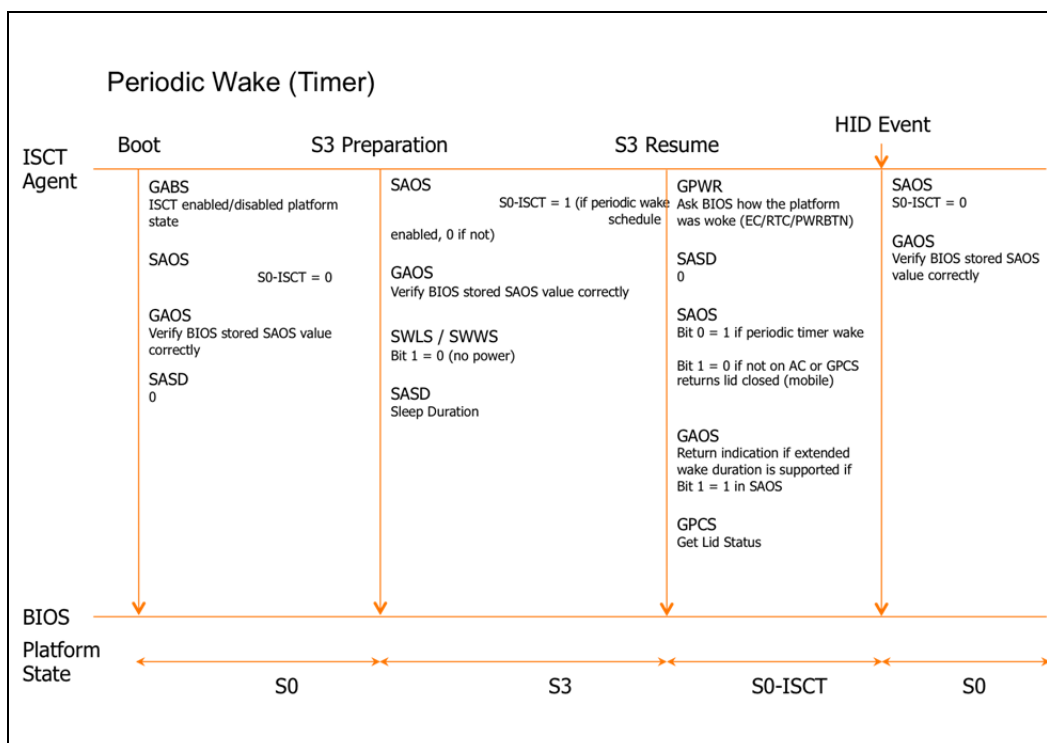 Periodic Wake (Timer)
HID Event
Boot
S3 Preparation
S3 Resume
ISCT
Agent
GABS
ISCT enabled/disabled platform
state
SAOS
S0-ISCT = 0
GAOS
Verify BIOS stored SAOS value
correctly
SASD
0
SAOS
S0-ISCT = 1 (if periodic wake
schedule
enabled, 0 if not)
GAOS
Verify BIOS stored SAOS value correctly
SWLS / SWWS
Bit 1 = 0 (no power)
SASD
Sleep Duration
GPWR
Ask BIOS how the platform
was woke (EC/RTC/PWRBTN)
SASD
0
SAOS
Bit 0 = 1 if periodic timer wake
Bit 1 = 0 if not on AC or GPCS
returns lid closed (mobile)
GAOS
Return indication if extended
wake duration is supported if
Bit 1 = 1 in SAOS
GPCS
Get Lid Status
SAOS
S0-ISCT = 0
GAOS
Verify BIOS stored SAOS
value correctly
BIOS
Platform
State
S0
S3
S0-ISCT
S0